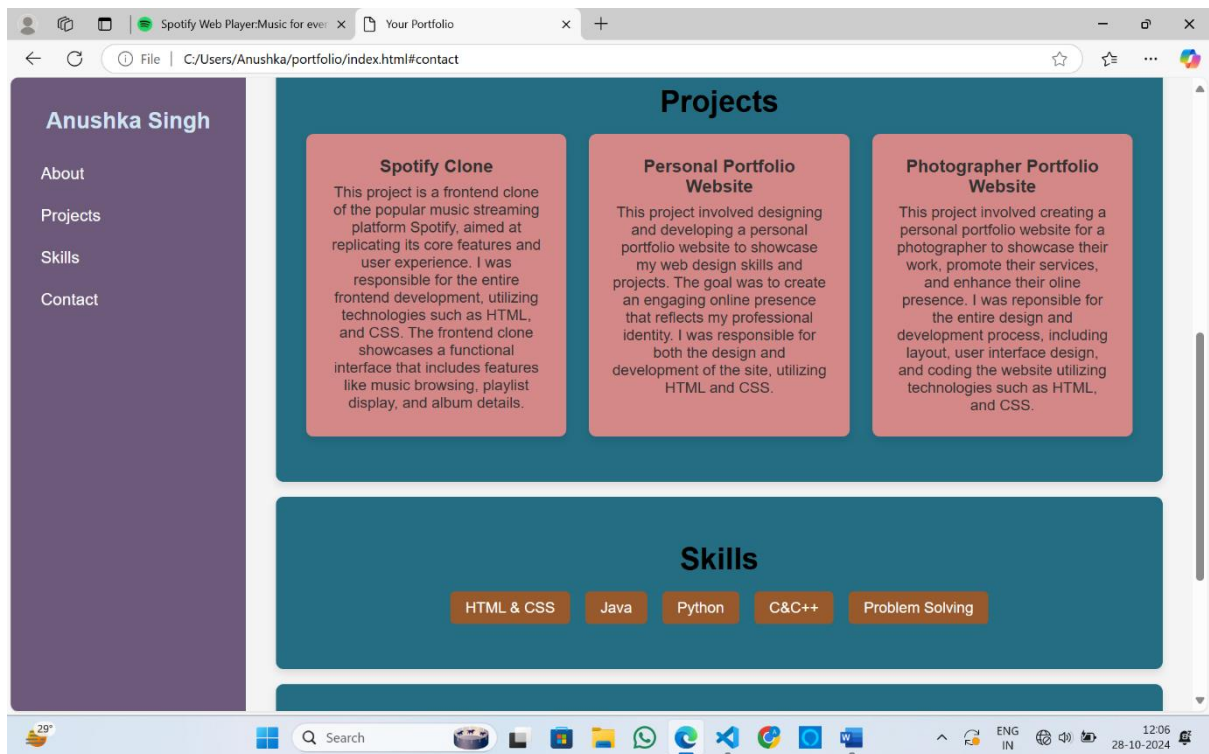 Spotify Web Player:Music for ever
Your Portfolio
File | C:/Users/Anushka/portfolio/index.html#contact
Anushka Singh
About
Projects
Skills
Contact
Projects
Spotify Clone
This project is a frontend clone
of the popular music streaming
platform Spotify, aimed at
replicating its core features and
user experience. I was
responsible for the entire
frontend development, utilizing
technologies such as HTML,
and CSS. The frontend clone
showcases a functional
interface that includes features
like music browsing, playlist
display, and album details.
Personal Portfolio
Website
This project involved designing
and developing a personal
portfolio website to showcase
my web design skills and
projects. The goal was to create
an engaging online presence
that reflects my professional
identity. I was responsible for
both the design and
development of the site, utilizing
HTML and CSS.
Photographer Portfolio
Website
This project involved creating a
personal portfolio website for a
photographer to showcase their
work, promote their services,
and enhance their oline
presence. I was reponsible for
the entire design and
development process, including
layout, user interface design,
and coding the website utilizing
technologies such as HTML,
and CSS.
Skills
HTML & CSS
Java
Python
C&C++
Problem Solving
29°
Search
ENG
IN
12:06
28-10-2024